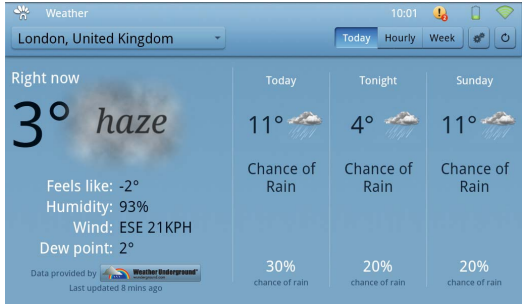 Weather
10:01
London, United Kingdom
Today Hourly Week
Right now
3° haze
Feels like: -2°
Humidity: 93%
Wind: ESE 21KPH
Dew point: 2°
Data provided by Weather Underground
Last updated 8 mins ago
Today
11°
Chance of
Rain
30%
chance of rain
Tonight
4°
Chance of
Rain
20%
chance of rain
Sunday
11°
Chance of
Rain
20%
chance of rain